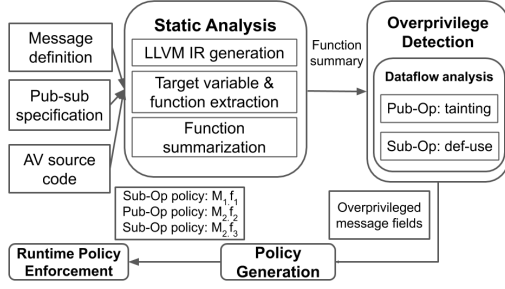 Message
definition
Pub-sub
specification
AV source
code
Static Analysis
LLVM IR generation
Target variable &
function extraction
Function
summarization
Function
summary
Overprivilege
Detection
Dataflow analysis
Pub-Op: tainting
Sub-Op: def-use
Sub-Op policy: M1.f1
Pub-Op policy: M2.f2
Sub-Op policy: M2.f3
Overprivileged
message fields
Runtime Policy
Enforcement
Policy
Generation